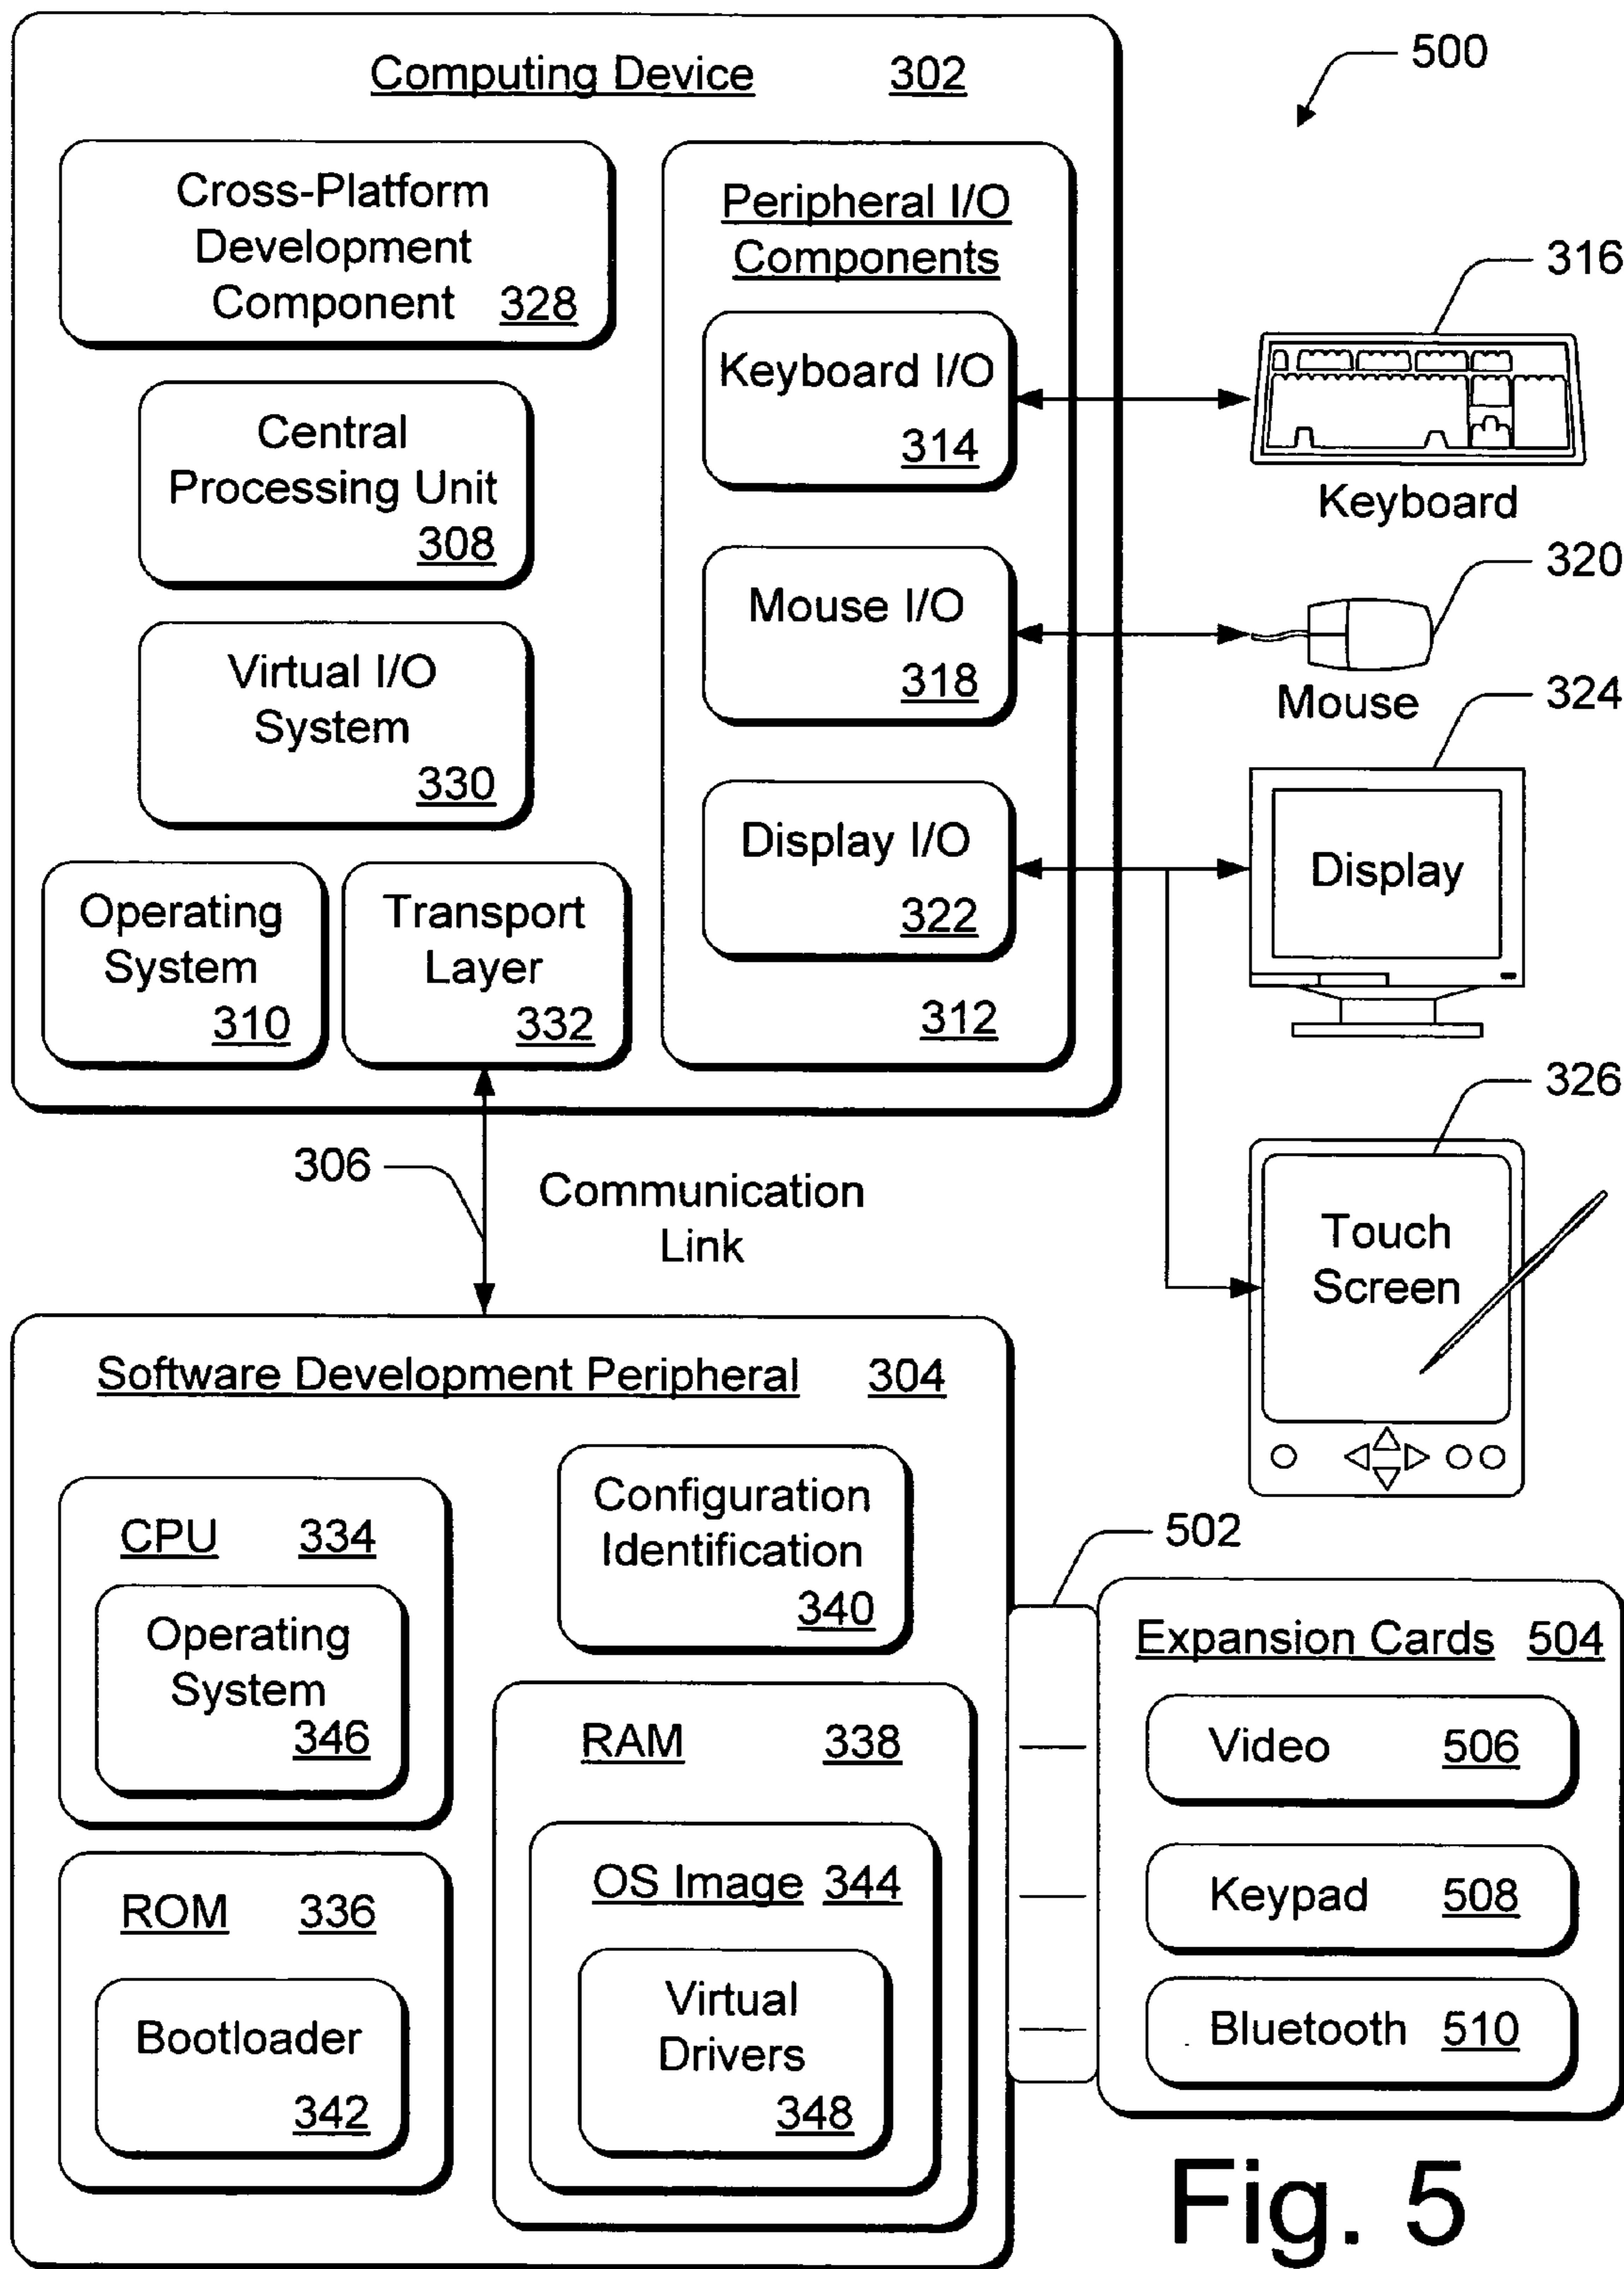 Computing Device 302
500
Cross-Platform
Development
Component 328
Central
Processing Unit
308
Virtual I/O
System
330
Operating
System
310
Transport
Layer
332
Peripheral I/O
Components
Keyboard I/O
314
Mouse I/O
318
Display I/O
322
312
316
Keyboard
320
Mouse
324
Display
326
Touch
Screen
306
Communication
Link
Software Development Peripheral 304
CPU 334
Operating
System
346
ROM 336
Bootloader
342
Configuration
Identification
340
RAM 338
OS Image 344
Virtual
Drivers
348
502
Expansion Cards 504
Video 506
Keypad 508
Bluetooth 510
Fig. 5